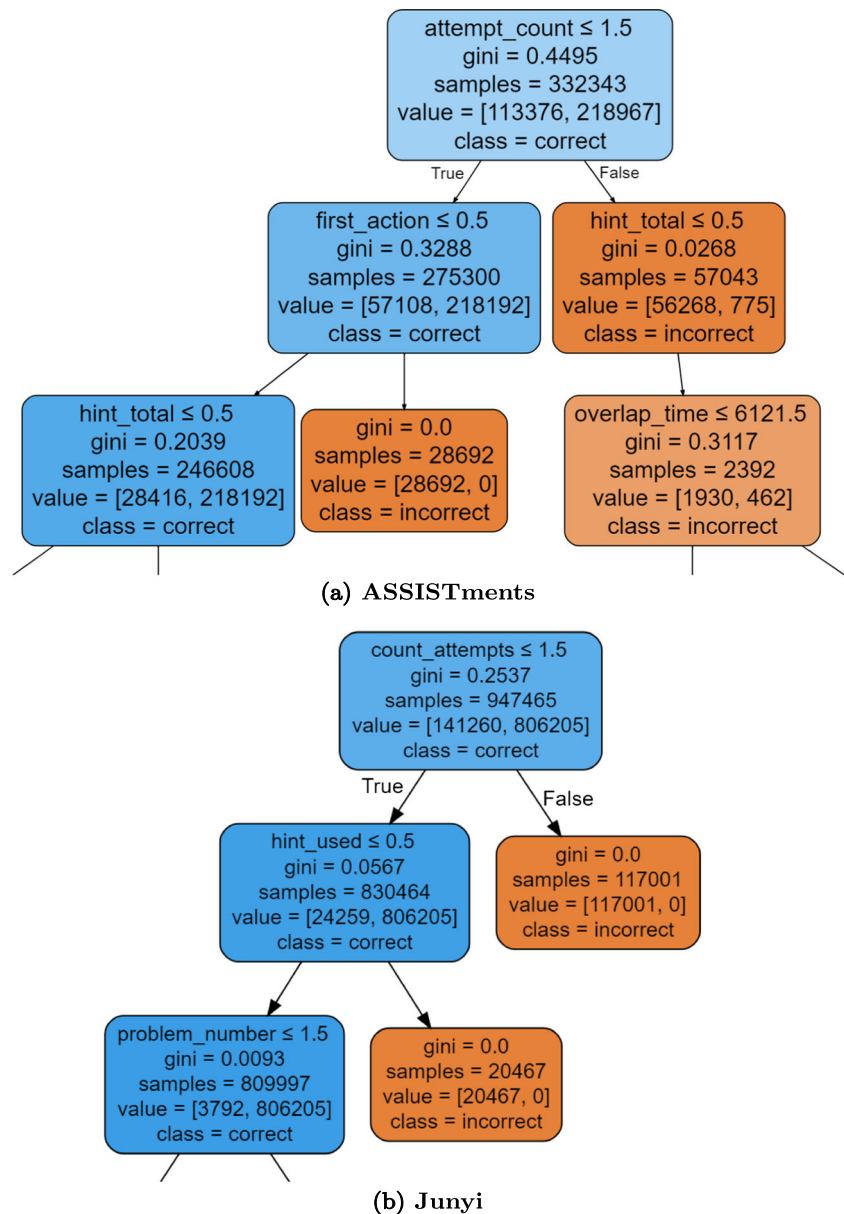 attempt_count ≤ 1.5
gini = 0.4495
samples = 332343
value = [113376, 218967]
class = correct
True
False
first_action ≤ 0.5
gini = 0.3288
samples = 275300
value = [57108, 218192]
class = correct
hint_total ≤ 0.5
gini = 0.0268
samples = 57043
value = [56268, 775]
class = incorrect
hint_total ≤ 0.5
gini = 0.2039
samples = 246608
value = [28416, 218192]
class = correct
gini = 0.0
samples = 28692
value = [28692, 0]
class = incorrect
overlap_time ≤ 6121.5
gini = 0.3117
samples = 2392
value = [1930, 462]
class = incorrect
(a) ASSISTments
count_attempts ≤ 1.5
gini = 0.2537
samples = 947465
value = [141260, 806205]
class = correct
True
False
hint_used ≤ 0.5
gini = 0.0567
samples = 830464
value = [24259, 806205]
class = correct
gini = 0.0
samples = 117001
value = [117001, 0]
class = incorrect
problem_number ≤ 1.5
gini = 0.0093
samples = 809997
value = [3792, 806205]
class = correct
gini = 0.0
samples = 20467
value = [20467, 0]
class = incorrect
(b) Junyi